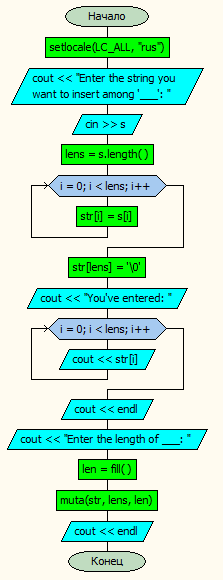 Начало
setlocale(LC_ALL, "rus")
cout << "Enter the string you
want to insert among '___': "
cin >> s
lens = s.length( )
i = 0; i < lens; i++
str[i] = s[i]
str[lens] = '\0'
cout << "You've entered: "
i = 0; i < lens; i++
cout << str[i]
cout << endl
cout << "Enter the length of ___: "
len = fill( )
muta(str, lens, len)
cout << endl
Конец